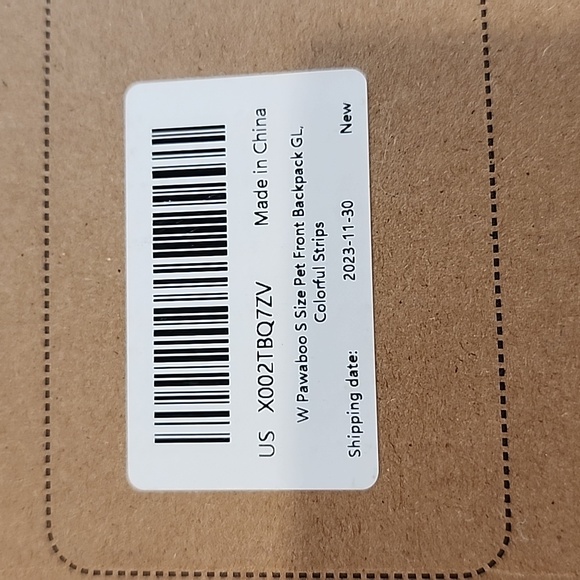 US X002TBQ7ZV Made in China
W Pawaboo S Size Pet Front Backpack GL,
Colorful Strips
Shipping date: 2023-11-30 New